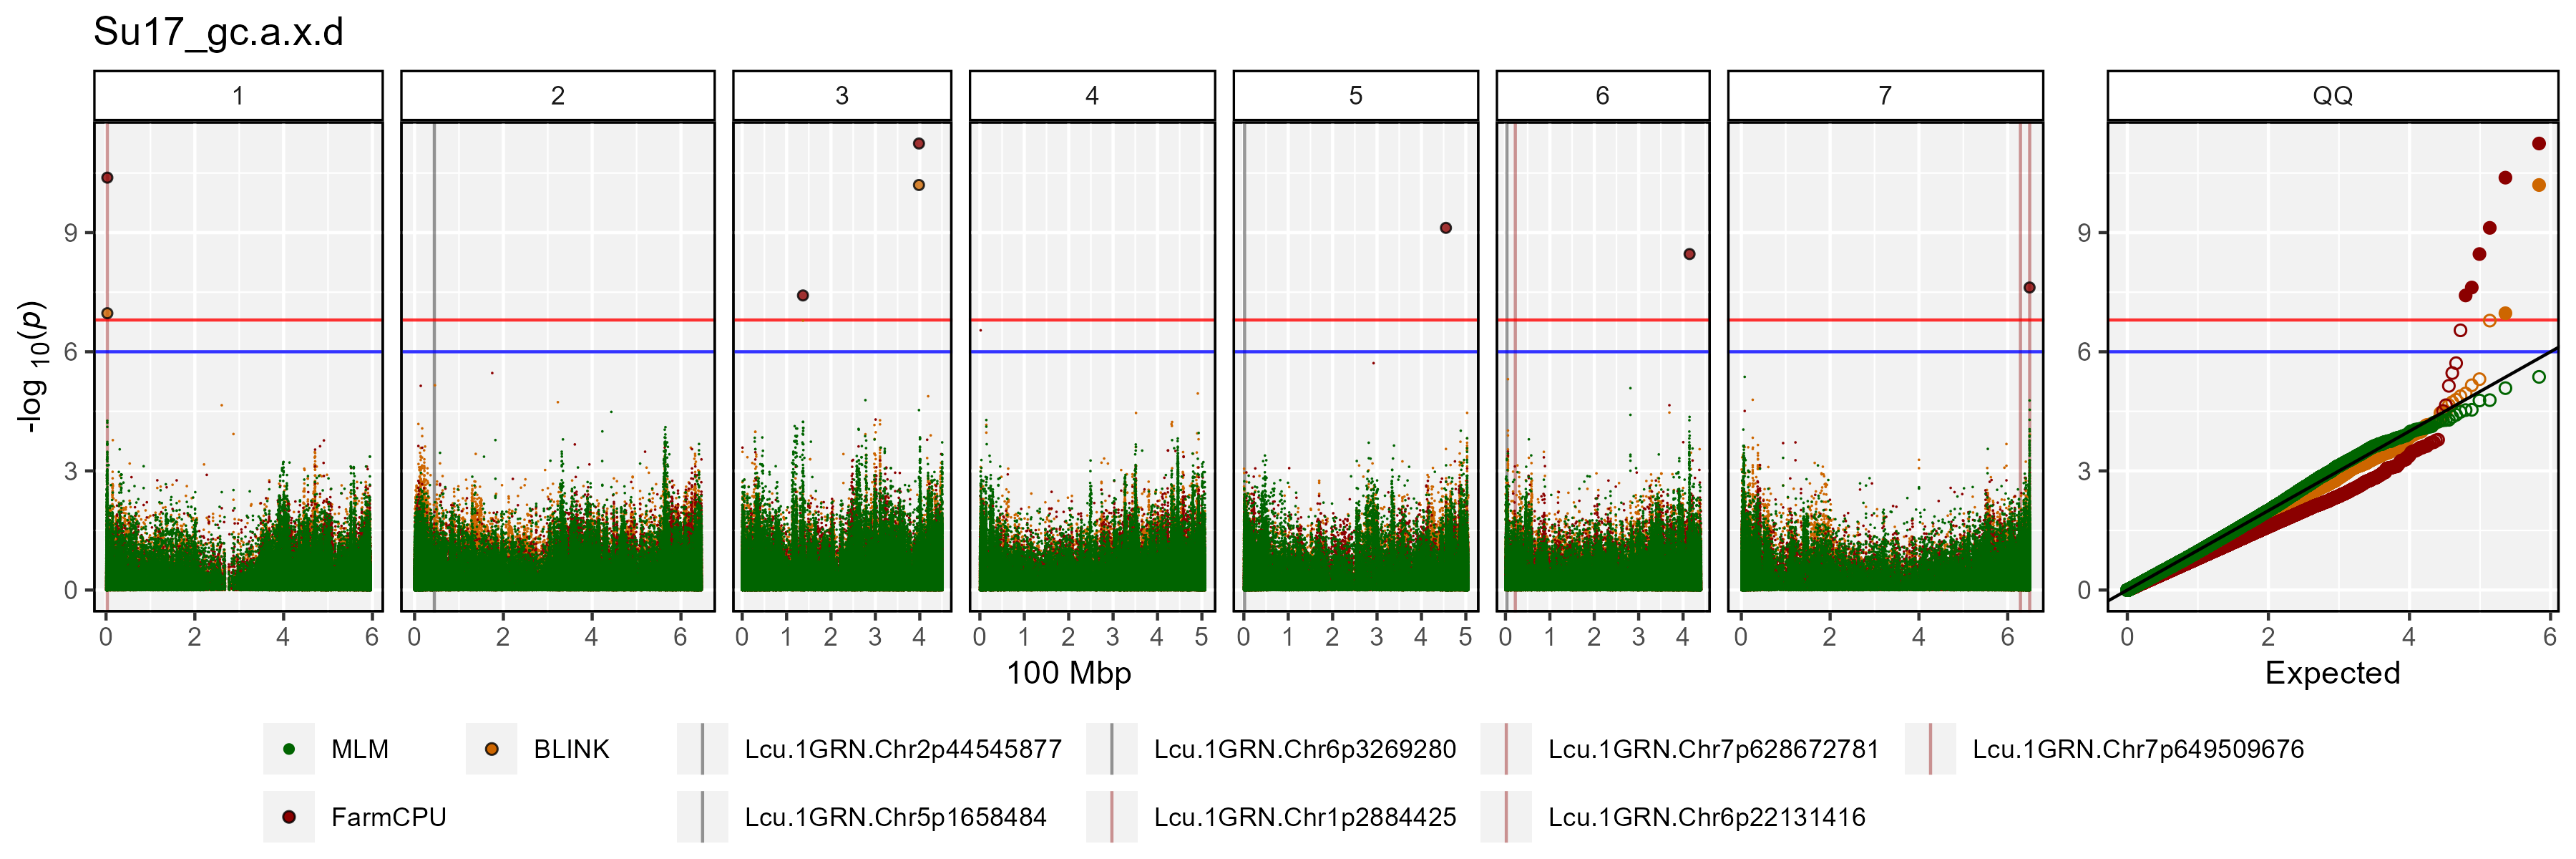 Su17_gc.a.x.d
1 2 3 4 5 6 7 QQ
-log 10(p)
9
6
3
0
9
6
3
0
0 2 4 6 0 2 4 6 0 1 2 3 4 0 1 2 3 4 5 0 1 2 3 4 5 0 1 2 3 4 0 2 4 6 0 2 4 6
100 Mbp Expected
MLM BLINK Lcu.1GRN.Chr2p44545877 Lcu.1GRN.Chr6p3269280 Lcu.1GRN.Chr7p628672781 Lcu.1GRN.Chr7p649509676
FarmCPU Lcu.1GRN.Chr5p1658484 Lcu.1GRN.Chr1p2884425 Lcu.1GRN.Chr6p22131416